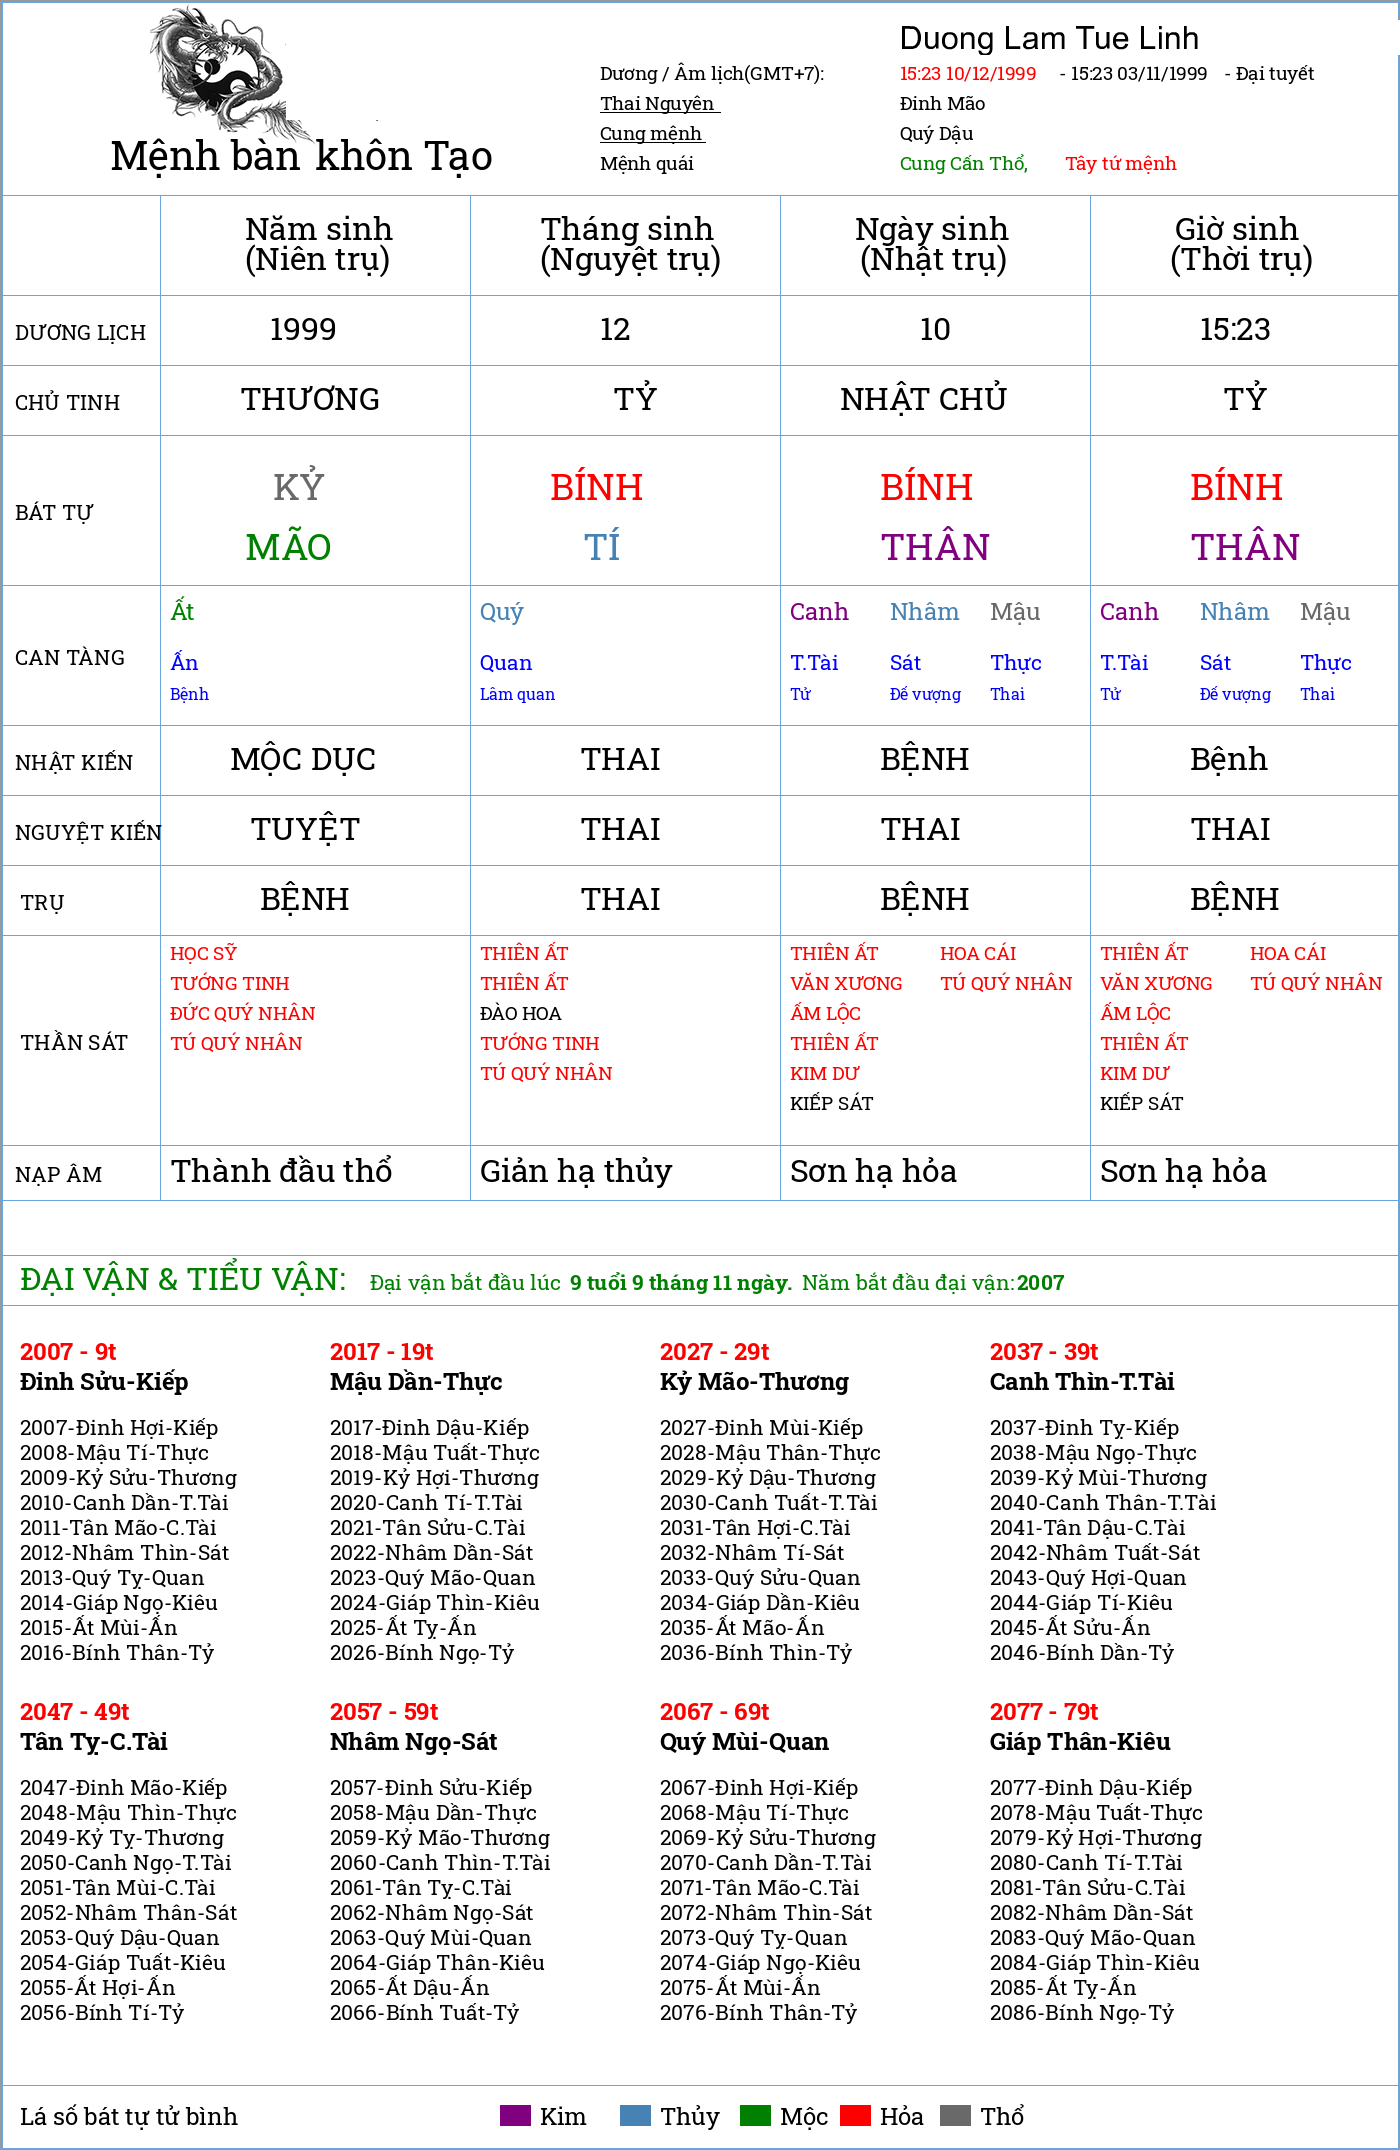 Duong Lam Tue Linh
Dương / Âm lịch(GMT+7): 15:23 10/12/1999 - 15:23 03/11/1999 - Đại tuyết
Thai Nguyên Đinh Mão
Cung mệnh Quý Dậu
Mệnh quái Cung Cấn Thổ, Tây tứ mệnh
Mệnh bàn khôn Tạo
Năm sinh Tháng sinh Ngày sinh Giờ sinh
(Niên trụ) (Nguyệt trụ) (Nhật trụ) (Thời trụ)
DƯƠNG LỊCH 1999 12 10 15:23
CHỦ TINH THƯƠNG TỶ NHẬT CHỦ TỶ
KỶ BÍNH BÍNH BÍNH
BÁT TỰ
MÃO TÍ THÂN THÂN
Ất Quý Canh Nhâm Mậu Canh Nhâm Mậu
CAN TÀNG
Ấn Quan T.Tài Sát Thực T.Tài Sát Thực
Bệnh Lâm quan Tử Đế vượng Thai Tử Đế vượng Thai
NHẬT KIẾN MỘC DỤC THAI BỆNH Bệnh
NGUYỆT KIẾN TUYỆT THAI THAI THAI
TRỤ BỆNH THAI BỆNH BỆNH
HỌC SỸ THIÊN ẤT THIÊN ẤT HOA CÁI THIÊN ẤT HOA CÁI
TƯỚNG TINH THIÊN ẤT VĂN XƯƠNG TÚ QUÝ NHÂN VĂN XƯƠNG TÚ QUÝ NHÂN
ĐỨC QUÝ NHÂN ĐÀO HOA ẤM LỘC ẤM LỘC
THẦN SÁT TÚ QUÝ NHÂN TƯỚNG TINH THIÊN ẤT THIÊN ẤT
TÚ QUÝ NHÂN KIM DƯ KIM DƯ
KIẾP SÁT KIẾP SÁT
NẠP ÂM Thành đầu thổ Giản hạ thủy Sơn hạ hỏa Sơn hạ hỏa
ĐẠI VẬN & TIỂU VẬN: Đại vận bắt đầu lúc 9 tuổi 9 tháng 11 ngày. Năm bắt đầu đại vận: 2007
2007 - 9t 2017 - 19t 2027 - 29t 2037 - 39t
Đinh Sửu-Kiếp Mậu Dần-Thực Kỷ Mão-Thương Canh Thìn-T.Tài
2007-Đinh Hợi-Kiếp 2017-Đinh Dậu-Kiếp 2027-Đinh Mùi-Kiếp 2037-Đinh Tỵ-Kiếp
2008-Mậu Tí-Thực 2018-Mậu Tuất-Thực 2028-Mậu Thân-Thực 2038-Mậu Ngọ-Thực
2009-Kỷ Sửu-Thương 2019-Kỷ Hợi-Thương 2029-Kỷ Dậu-Thương 2039-Kỷ Mùi-Thương
2010-Canh Dần-T.Tài 2020-Canh Tí-T.Tài 2030-Canh Tuất-T.Tài 2040-Canh Thân-T.Tài
2011-Tân Mão-C.Tài 2021-Tân Sửu-C.Tài 2031-Tân Hợi-C.Tài 2041-Tân Dậu-C.Tài
2012-Nhâm Thìn-Sát 2022-Nhâm Dần-Sát 2032-Nhâm Tí-Sát 2042-Nhâm Tuất-Sát
2013-Quý Tỵ-Quan 2023-Quý Mão-Quan 2033-Quý Sửu-Quan 2043-Quý Hợi-Quan
2014-Giáp Ngọ-Kiêu 2024-Giáp Thìn-Kiêu 2034-Giáp Dần-Kiêu 2044-Giáp Tí-Kiêu
2015-Ất Mùi-Ấn 2025-Ất Tỵ-Ấn 2035-Ất Mão-Ấn 2045-Ất Sửu-Ấn
2016-Bính Thân-Tỷ 2026-Bính Ngọ-Tỷ 2036-Bính Thìn-Tỷ 2046-Bính Dần-Tỷ
2047 - 49t 2057 - 59t 2067 - 69t 2077 - 79t
Tân Tỵ-C.Tài Nhâm Ngọ-Sát Quý Mùi-Quan Giáp Thân-Kiêu
2047-Đinh Mão-Kiếp 2057-Đinh Sửu-Kiếp 2067-Đinh Hợi-Kiếp 2077-Đinh Dậu-Kiếp
2048-Mậu Thìn-Thực 2058-Mậu Dần-Thực 2068-Mậu Tí-Thực 2078-Mậu Tuất-Thực
2049-Kỷ Tỵ-Thương 2059-Kỷ Mão-Thương 2069-Kỷ Sửu-Thương 2079-Kỷ Hợi-Thương
2050-Canh Ngọ-T.Tài 2060-Canh Thìn-T.Tài 2070-Canh Dần-T.Tài 2080-Canh Tí-T.Tài
2051-Tân Mùi-C.Tài 2061-Tân Tỵ-C.Tài 2071-Tân Mão-C.Tài 2081-Tân Sửu-C.Tài
2052-Nhâm Thân-Sát 2062-Nhâm Ngọ-Sát 2072-Nhâm Thìn-Sát 2082-Nhâm Dần-Sát
2053-Quý Dậu-Quan 2063-Quý Mùi-Quan 2073-Quý Tỵ-Quan 2083-Quý Mão-Quan
2054-Giáp Tuất-Kiêu 2064-Giáp Thân-Kiêu 2074-Giáp Ngọ-Kiêu 2084-Giáp Thìn-Kiêu
2055-Ất Hợi-Ấn 2065-Ất Dậu-Ấn 2075-Ất Mùi-Ấn 2085-Ất Tỵ-Ấn
2056-Bính Tí-Tỷ 2066-Bính Tuất-Tỷ 2076-Bính Thân-Tỷ 2086-Bính Ngọ-Tỷ
Lá số bát tự tử bình Kim Thủy Mộc Hỏa Thổ